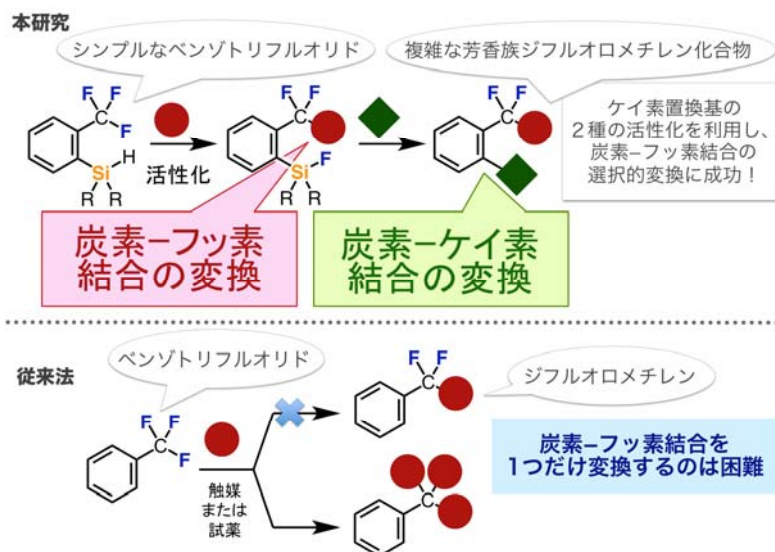 本研究
シンプルなベンゾトリフルオリド
複雑な芳香族ジフルオロメチレン化合物
F F
F
C
Si H
R R
活性化
F F
C
F
Si
R R
F F
C
ケイ素置換基の
2種の活性化を利用し、
炭素–フッ素結合の
選択的変換に成功!
炭素–フッ素
結合の変換
炭素–ケイ素
結合の変換
従来法
ベンゾトリフルオリド
F F
C
F
触媒
または
試薬
F F
C
C
ジフルオロメチレン
炭素–フッ素結合を
1つだけ変換するのは困難